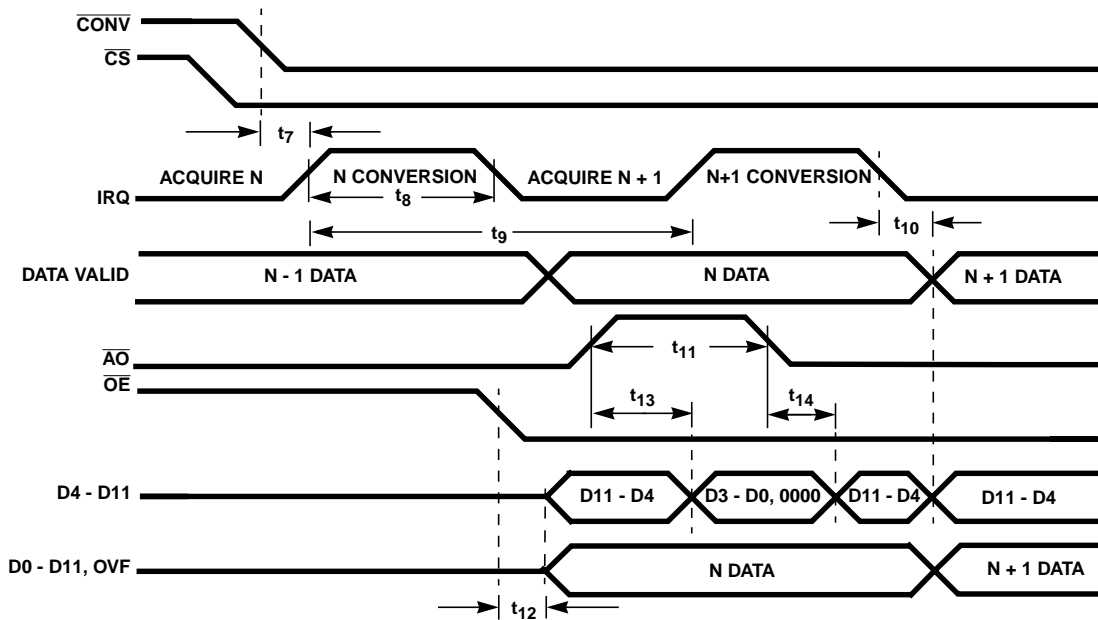 CONV
CS
t7
ACQUIRE N
N CONVERSION
ACQUIRE N + 1
N+1 CONVERSION
IRQ
t8
t10
t9
DATA VALID
N - 1 DATA
N DATA
N + 1 DATA
AO
t11
OE
t13
t14
D4 - D11
D11 - D4
D3 - D0, 0000
D11 - D4
D11 - D4
D0 - D11, OVF
N DATA
N + 1 DATA
t12